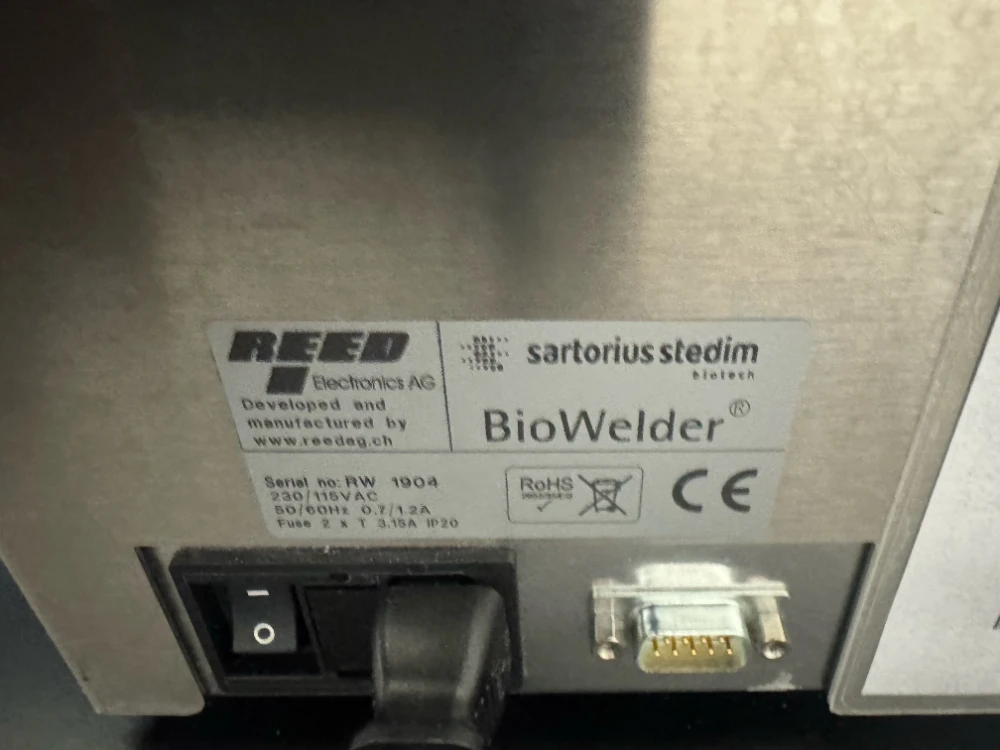 REED
Electronics AG
Developed and
manufactured by
www.reedag.ch
sartorius stedim
biotech
BioWelder®
Serial no: RW 1904
230/115VAC
50/60Hz 0.7/1.2A
Fuse 2 x T 3.15A IP20
RoHS
CE